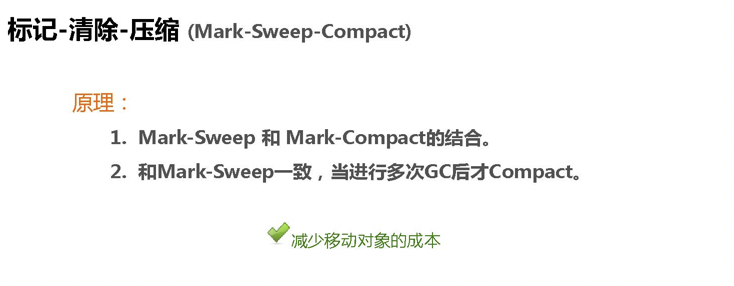 标记-清除-压缩 (Mark-Sweep-Compact)
原理：
1. Mark-Sweep 和 Mark-Compact的结合。
2. 和Mark-Sweep一致，当进行多次GC后才Compact。
减少移动对象的成本